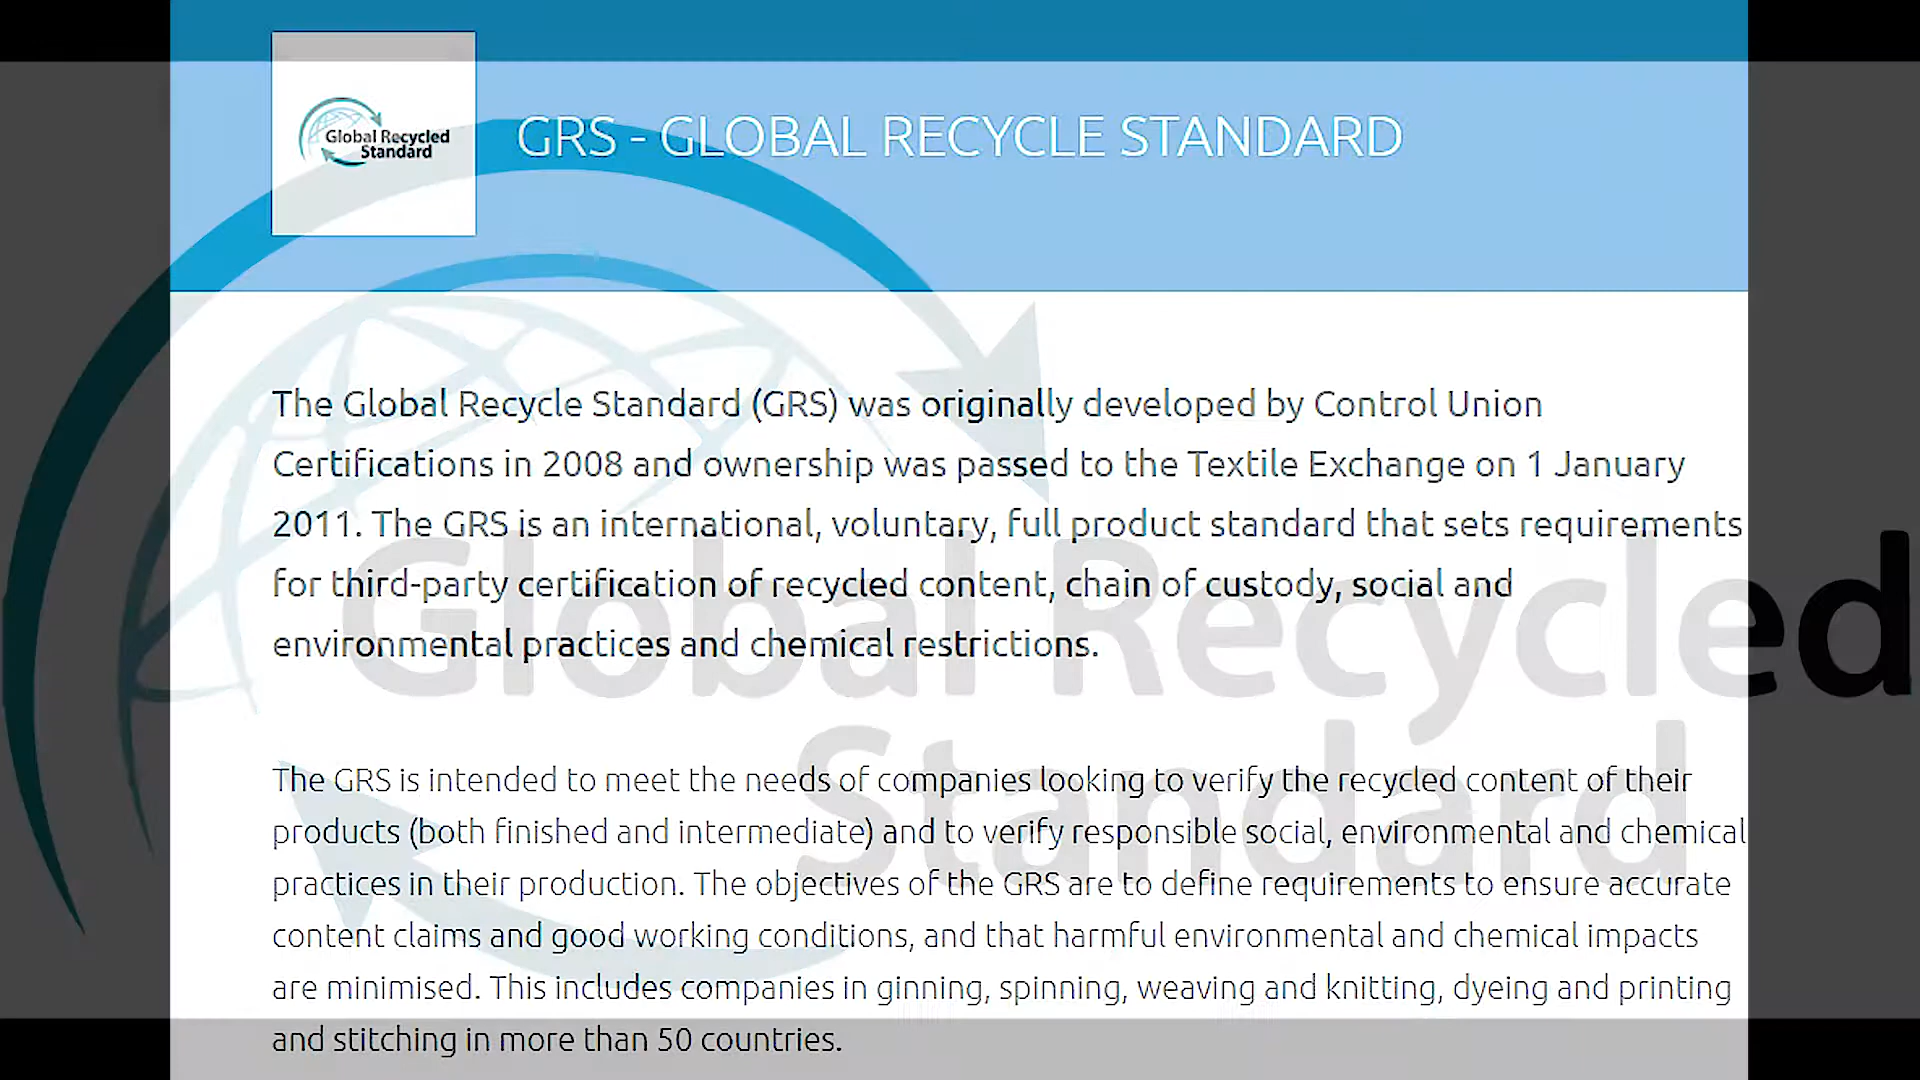 Global Recycled
Standard
GRS - GLOBAL RECYCLE STANDARD
The Global Recycle Standard (GRS) was originally developed by Control Union
Certifications in 2008 and ownership was passed to the Textile Exchange on 1 January
2011. The GRS is an international, voluntary, full product standard that sets requirements
for third-party certification of recycled content, chain of custody, social and
environmental practices and chemical restrictions.
The GRS is intended to meet the needs of companies looking to verify the recycled content of their
products (both finished and intermediate) and to verify responsible social, environmental and chemical
practices in their production. The objectives of the GRS are to define requirements to ensure accurate
content claims and good working conditions, and that harmful environmental and chemical impacts
are minimised. This includes companies in ginning, spinning, weaving and knitting, dyeing and printing
and stitching in more than 50 countries.
Global Recycled
Standard